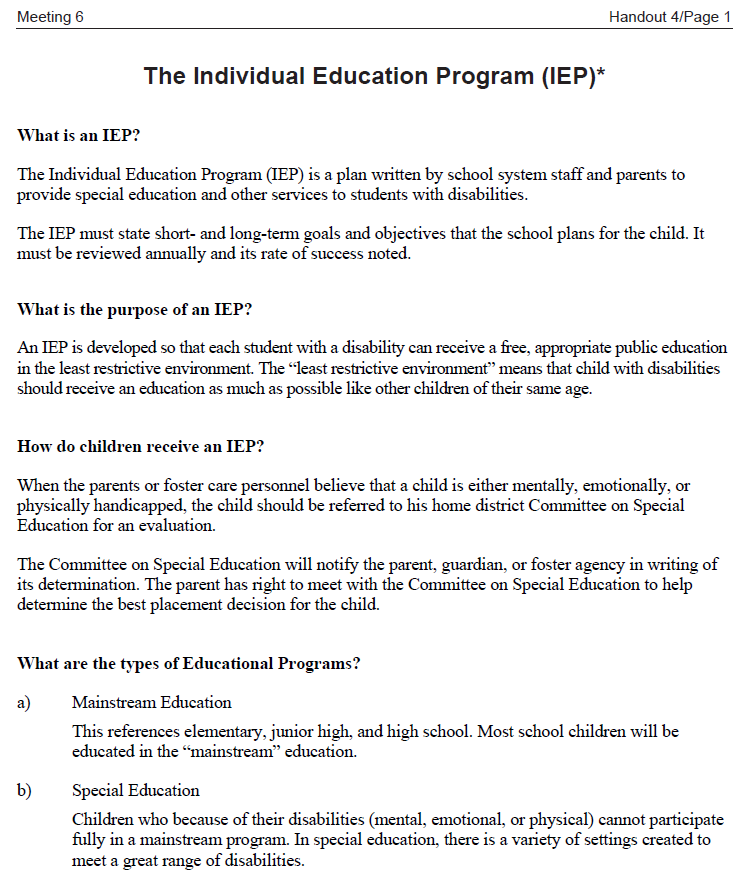 Meeting 6
Handout 4/Page 1
The Individual Education Program (IEP)*
What is an IEP?
The Individual Education Program (IEP) is a plan written by school system staff and parents to
provide special education and other services to students with disabilities.
The IEP must state short- and long-term goals and objectives that the school plans for the child. It
must be reviewed annually and its rate of success noted.
What is the purpose of an IEP?
An IEP is developed so that each student with a disability can receive a free, appropriate public education
in the least restrictive environment. The “least restrictive environment” means that child with disabilities
should receive an education as much as possible like other children of their same age.
How do children receive an IEP?
When the parents or foster care personnel believe that a child is either mentally, emotionally, or
physically handicapped, the child should be referred to his home district Committee on Special
Education for an evaluation.
The Committee on Special Education will notify the parent, guardian, or foster agency in writing of
its determination. The parent has right to meet with the Committee on Special Education to help
determine the best placement decision for the child.
What are the types of Educational Programs?
a) Mainstream Education
This references elementary, junior high, and high school. Most school children will be
educated in the “mainstream” education.
b) Special Education
Children who because of their disabilities (mental, emotional, or physical) cannot participate
fully in a mainstream program. In special education, there is a variety of settings created to
meet a great range of disabilities.